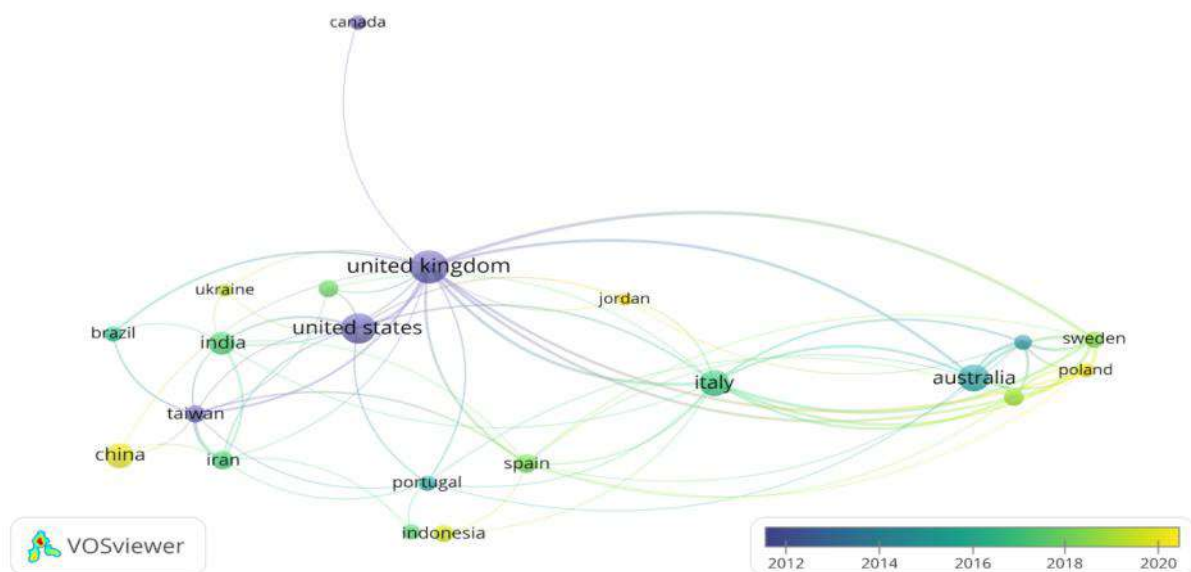 canada
united kingdom
ukraine
jordan
united states
brazil
india
sweden
poland
australia
italy
taiwan
china
iran
spain
portugal
indonesia
VOSviewer
2012 2014 2016 2018 2020